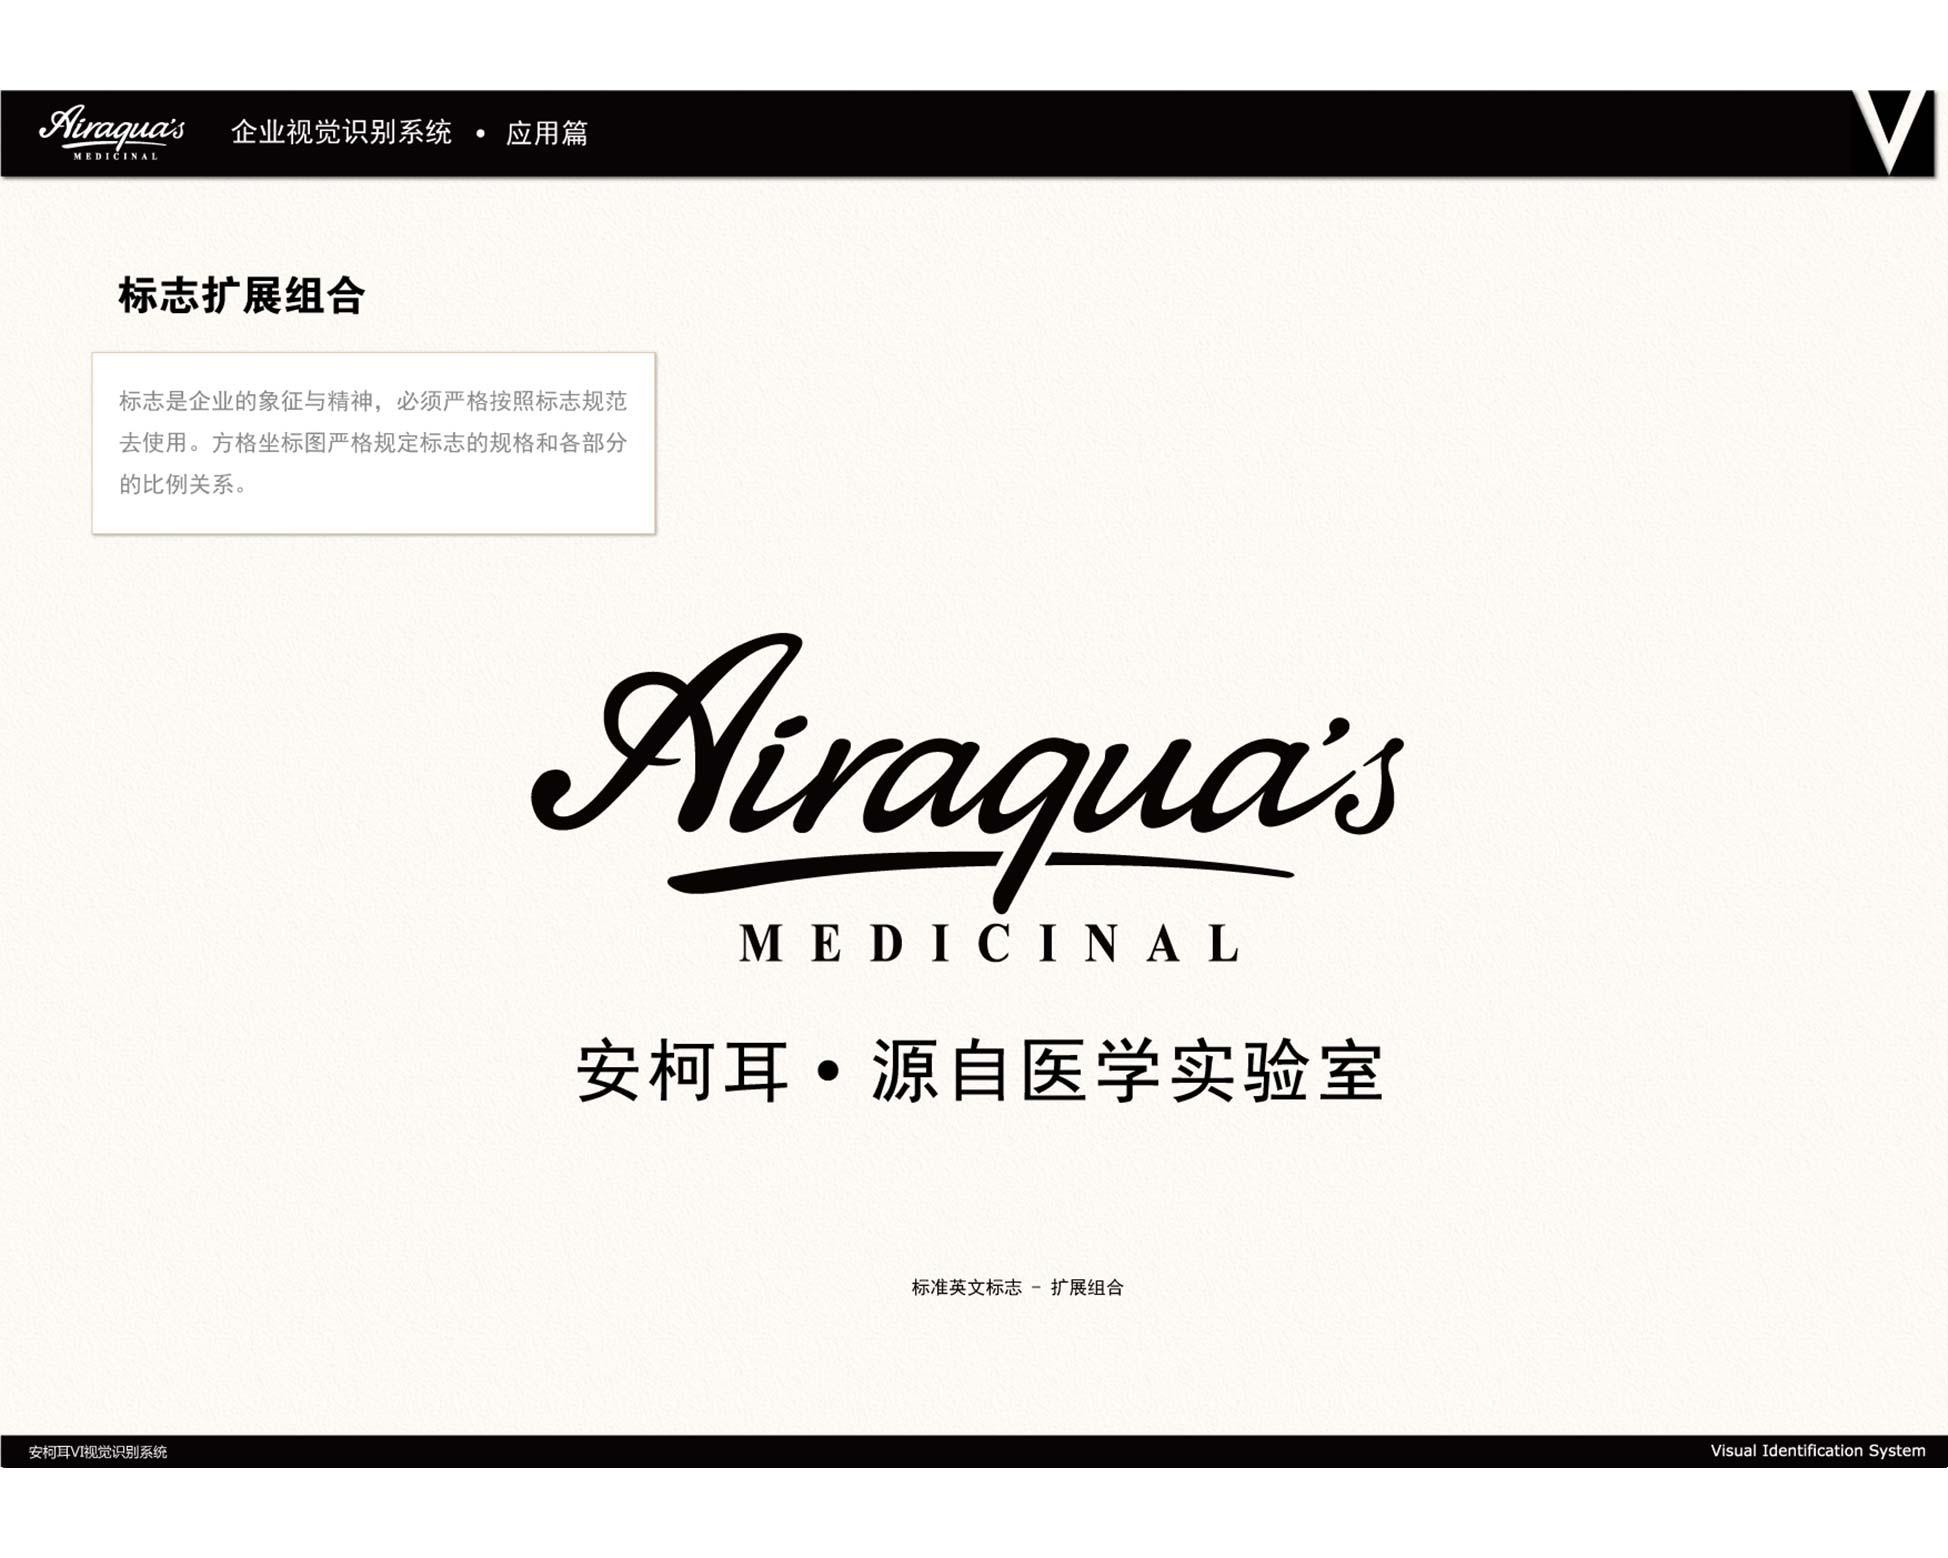 Airaqua's
MEDICINAL
企业视觉识别系统 • 应用篇
V
标志扩展组合
标志是企业的象征与精神，必须严格按照标志规范
去使用。方格坐标图严格规定标志的规格和各部分
的比例关系。
Airaqua's
MEDICINAL
安柯耳•源自医学实验室
标准英文标志 - 扩展组合
安柯耳VI视觉识别系统
Visual Identification System